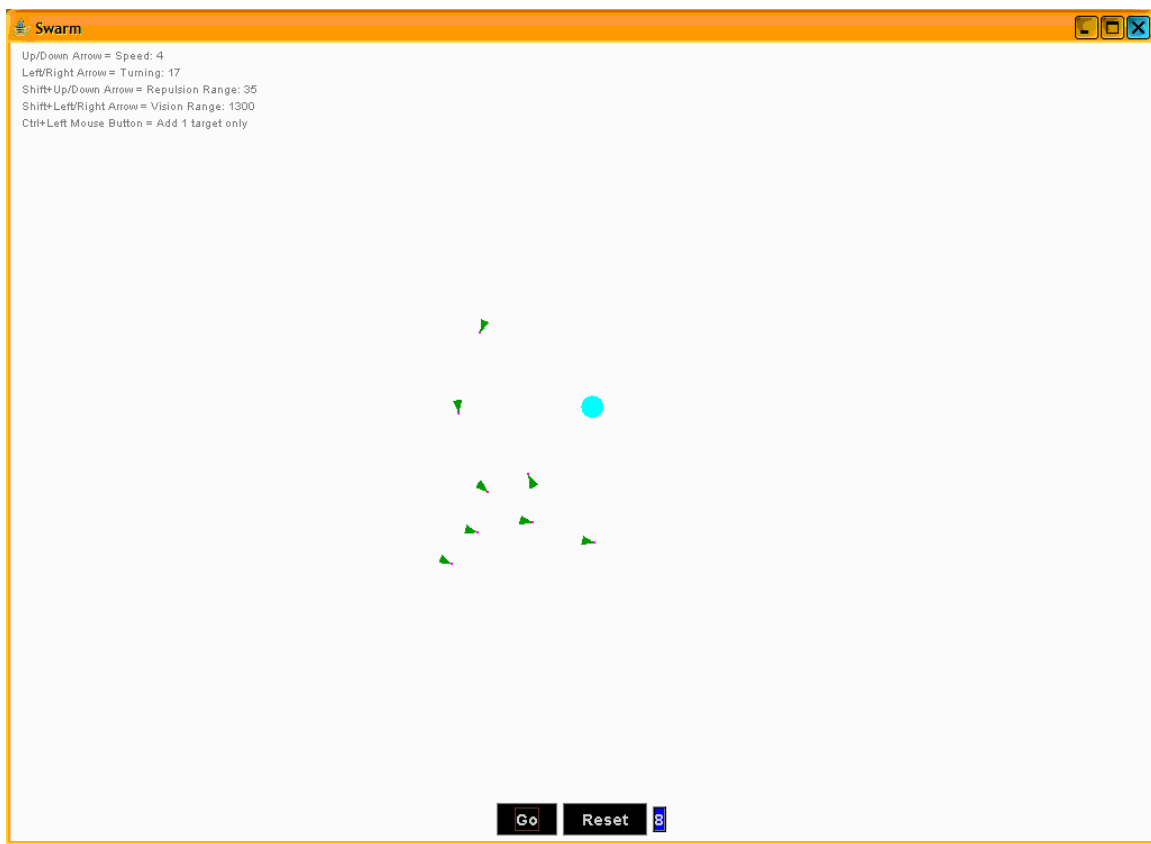 Swarm
Up/Down Arrow = Speed: 4
Left/Right Arrow = Turning: 17
Shift+Up/Down Arrow = Repulsion Range: 35
Shift+Left/Right Arrow = Vision Range: 1300
Ctrl+Left Mouse Button = Add 1 target only
Go Reset 8